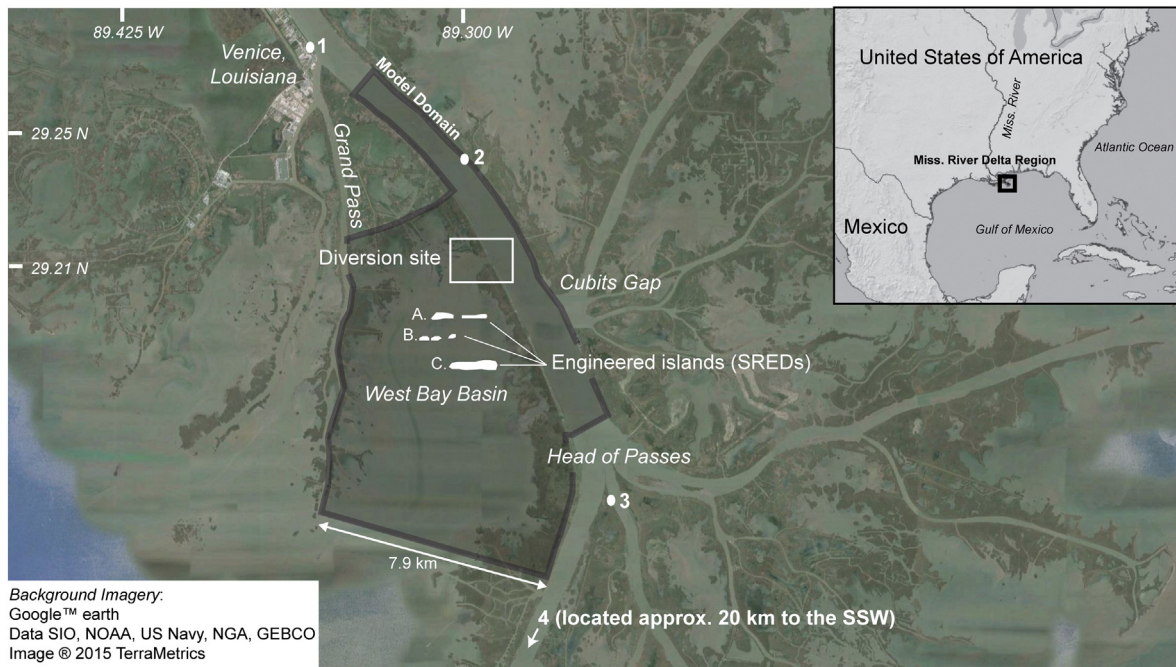 89.425 W
89.300 W
Venice,
Louisiana
1
Model Domain
29.25 N
2
Grand Pass
29.21 N
Diversion site
Cubits Gap
A.
B.
C.
Engineered islands (SREDs)
West Bay Basin
Head of Passes
3
7.9 km
4 (located approx. 20 km to the SSW)
Background Imagery:
Google™ earth
Data SIO, NOAA, US Navy, NGA, GEBCO
Image ® 2015 TerraMetrics
United States of America
Miss. River
Atlantic Ocean
Miss. River Delta Region
Mexico
Gulf of Mexico